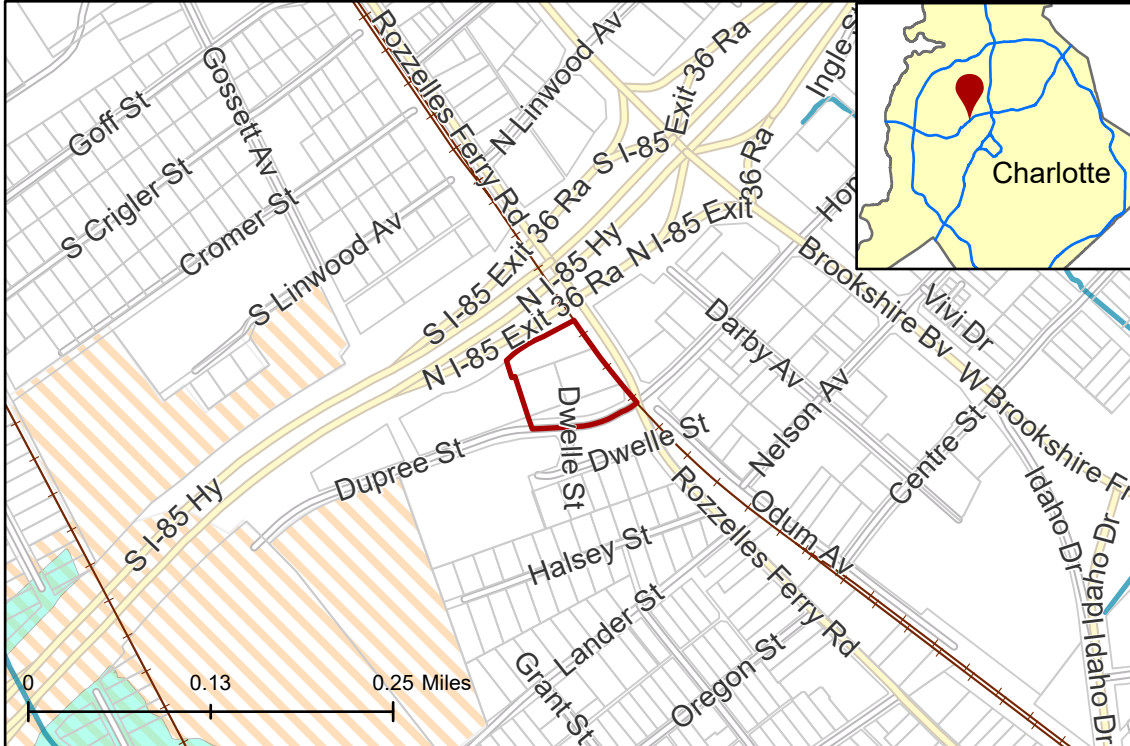 Rozzelles Ferry Rd
N Linwood Av
S I-85 Exit 36 Ra
Gossett Av
Goff St
S Crigler St
Cromer St
S Linwood Av
Charlotte
S I-85 Exit 36 Ra
N I-85 Hy
N I-85 Exit 36 Ra
N I-85 Exit 36 Ra
Brookshire Bv
Vivi Dr
W Brookshire Fr
Darby Av
Nelson Av
Centre St
Dwelle St
Dwelle St
Dupree St
S I-85 Hy
Halsey St
Rozzelles Ferry Rd
Odum Av
Idaho Dr
Idaho Dr
Idaho Dr
Lander St
Grant St
Oregon St
0
0.13
0.25 Miles